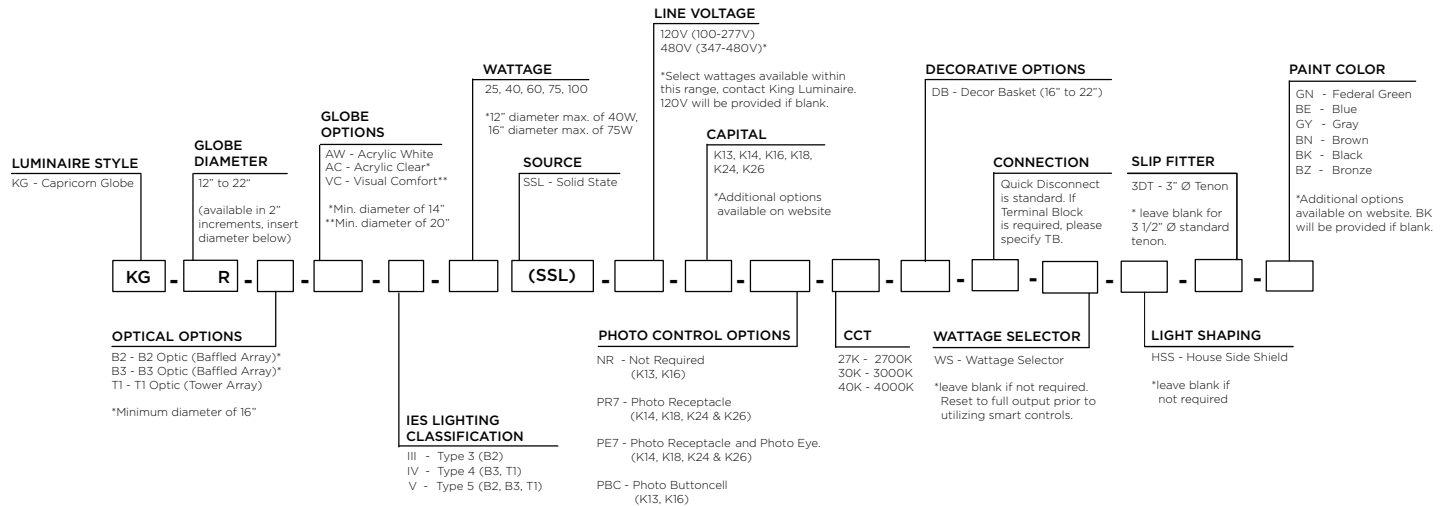 LUMINAIRE STYLE
KG - Capricorn Globe
GLOBE
DIAMETER
12” to 22”
(available in 2”
increments, insert
diameter below)
GLOBE
OPTIONS
AW - Acrylic White
AC - Acrylic Clear*
VC - Visual Comfort**
*Min. diameter of 14”
**Min. diameter of 20”
WATTAGE
25, 40, 60, 75, 100
*12” diameter max. of 40W,
16” diameter max. of 75W
SOURCE
SSL - Solid State
LINE VOLTAGE
120V (100-277V)
480V (347-480V)*
*Select wattages available within
this range, contact King Luminaire.
120V will be provided if blank.
CAPITAL
K13, K14, K16, K18,
K24, K26
*Additional options
available on website
DECORATIVE OPTIONS
DB - Decor Basket (16” to 22”)
CONNECTION
Quick Disconnect
is standard. If
Terminal Block
is required, please
specify TB.
SLIP FITTER
3DT - 3” Ø Tenon
* leave blank for
3 1/2” Ø standard
tenon.
PAINT COLOR
GN - Federal Green
BE - Blue
GY - Gray
BN - Brown
BK - Black
BZ - Bronze
*Additional options
available on website. BK
will be provided if blank.
KG - R - - - - (SSL) - - - - - - - - - -
OPTICAL OPTIONS
B2 - B2 Optic (Baffled Array)*
B3 - B3 Optic (Baffled Array)*
T1 - T1 Optic (Tower Array)
*Minimum diameter of 16”
IES LIGHTING
CLASSIFICATION
III - Type 3 (B2)
IV - Type 4 (B3, T1)
V - Type 5 (B2, B3, T1)
PHOTO CONTROL OPTIONS
NR - Not Required
(K13, K16)
PR7 - Photo Receptacle
(K14, K18, K24 & K26)
PE7 - Photo Receptacle and Photo Eye.
(K14, K18, K24 & K26)
PBC - Photo Buttoncell
(K13, K16)
CCT
27K - 2700K
30K - 3000K
40K - 4000K
WATTAGE SELECTOR
WS - Wattage Selector
*leave blank if not required.
Reset to full output prior to
utilizing smart controls.
LIGHT SHAPING
HSS - House Side Shield
*leave blank if
not required